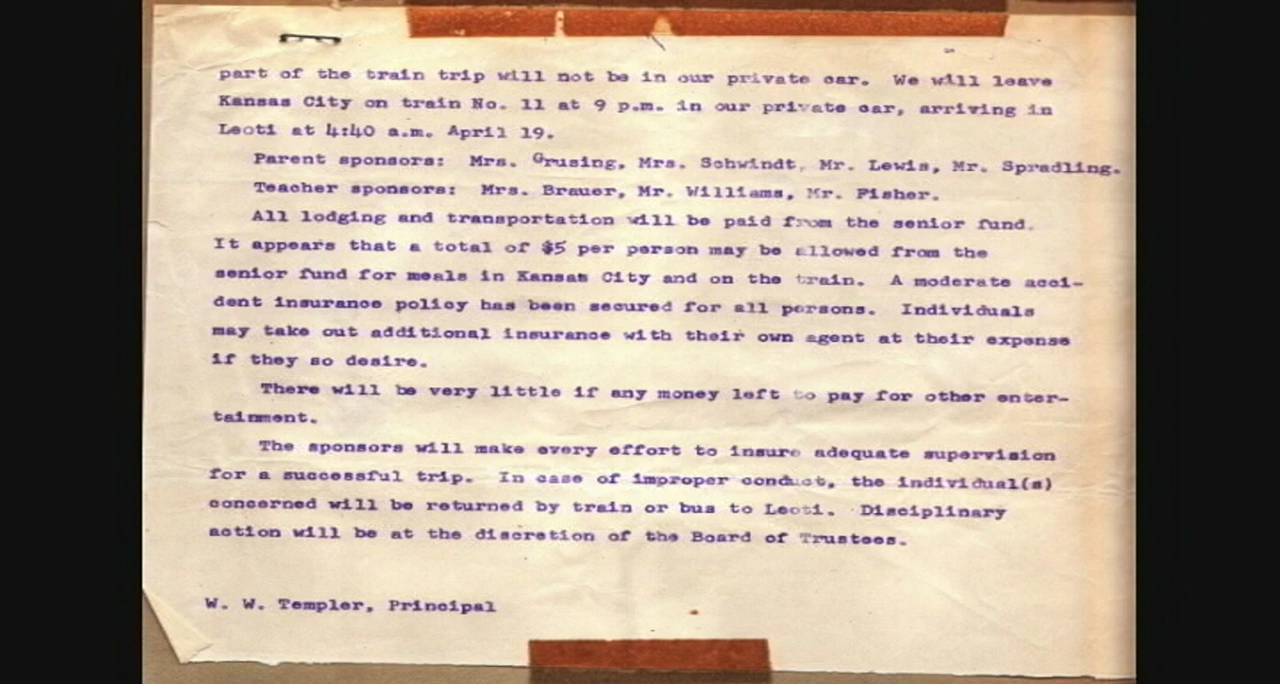 part of the train trip will not be in our private car. We will leave
Kansas City on train No. 11 at 9 p.m. in our private car, arriving in
Leoti at 4:40 a.m. April 19.
Parent sponsors: Mrs. Grusing, Mrs. Schwindt, Mr. Lewis, Mr. Spradling.
Teacher sponsors: Mrs. Brauer, Mr. Williams, Mr. Fisher.
All lodging and transportation will be paid from the senior fund.
It appears that a total of $5 per person may be allowed from the
senior fund for meals in Kansas City and on the train. A moderate acci-
dent insurance policy has been secured for all persons. Individuals
may take out additional insurance with their own agent at their expense
if they so desire.
There will be very little if any money left to pay for other enter-
tainment.
The sponsors will make every effort to insure adequate supervision
for a successful trip. In case of improper conduct, the individual(s)
concerned will be returned by train or bus to Leoti. Disciplinary
action will be at the discretion of the Board of Trustees.
W. W. Templer, Principal